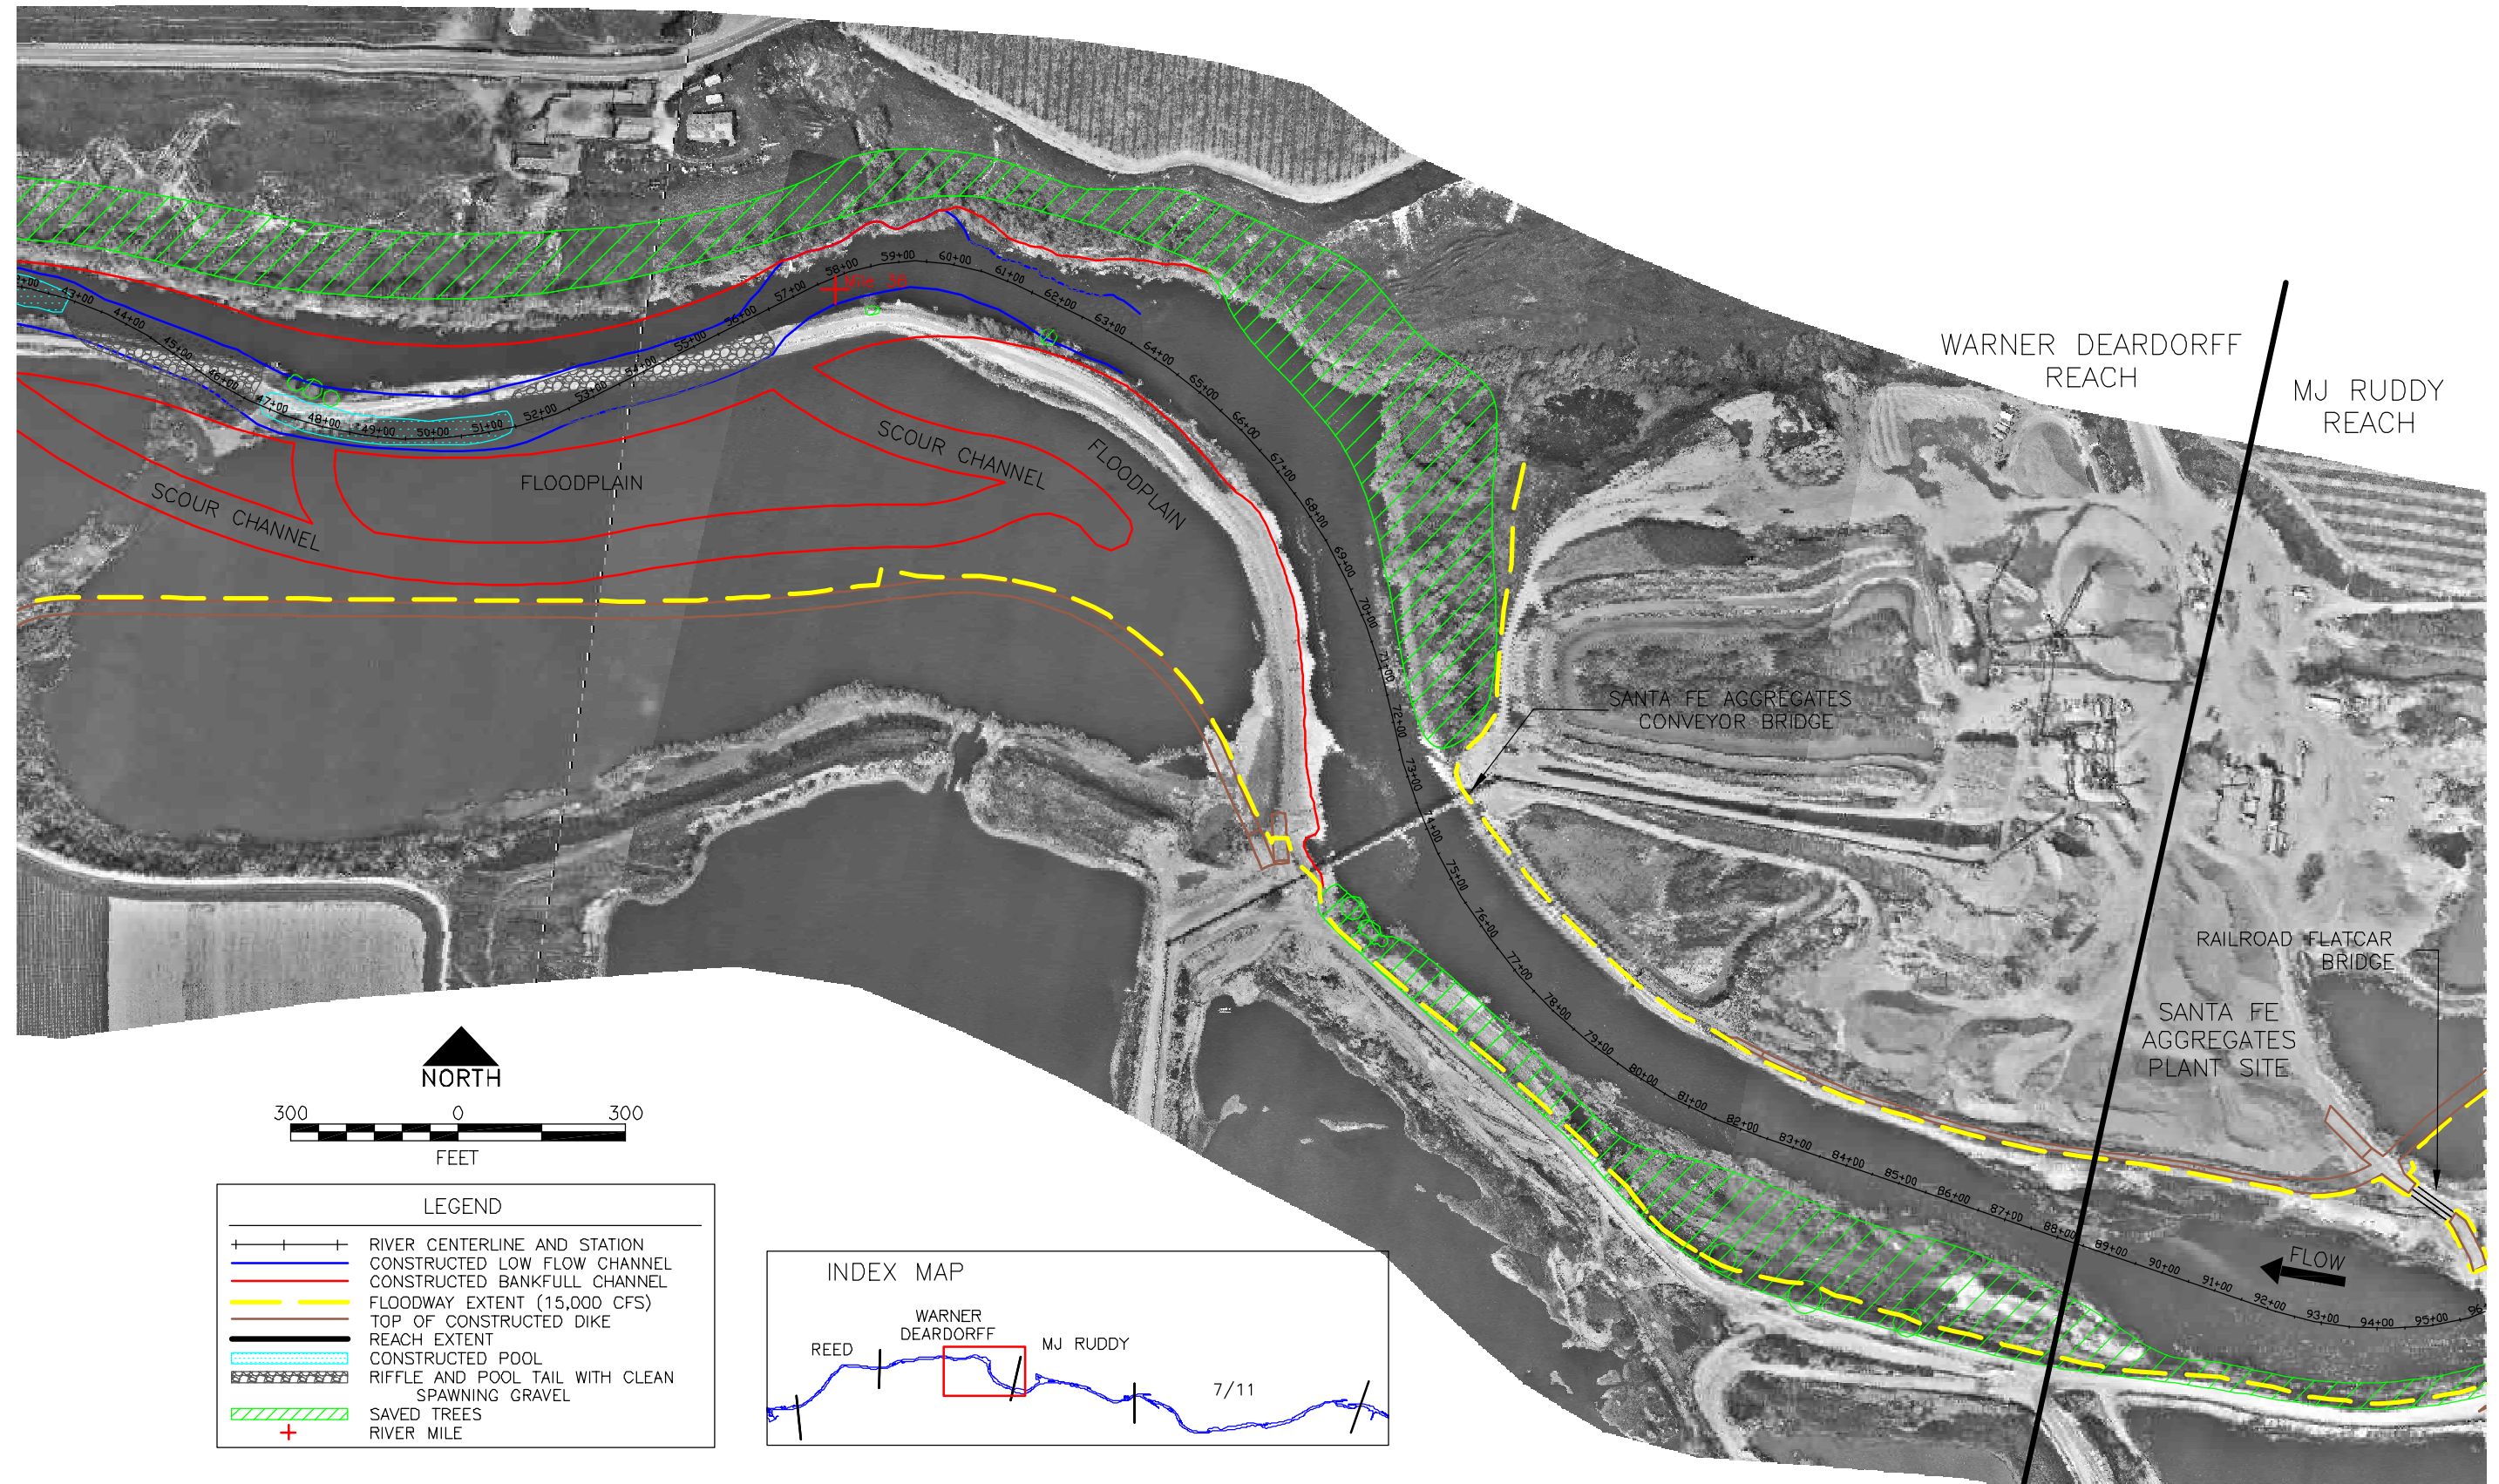 WARNER DEARDORFF
REACH
MJ RUDDY
REACH
Mile 36
43+00
44+00
45+00
46+00
47+00
48+00
49+00
50+00
51+00
52+00
53+00
54+00
55+00
56+00
57+00
58+00
59+00
60+00
61+00
62+00
63+00
64+00
65+00
66+00
67+00
68+00
69+00
70+00
71+00
72+00
73+00
74+00
75+00
76+00
77+00
78+00
79+00
80+00
81+00
82+00
83+00
84+00
85+00
86+00
87+00
88+00
89+00
90+00
91+00
92+00
93+00
94+00
95+00
SCOUR CHANNEL
FLOODPLAIN
SCOUR CHANNEL
FLOODPLAIN
SANTA FE AGGREGATES
CONVEYOR BRIDGE
RAILROAD FLATCAR
BRIDGE
SANTA FE
AGGREGATES
PLANT SITE
FLOW
NORTH
300 0 300
FEET
LEGEND
RIVER CENTERLINE AND STATION
CONSTRUCTED LOW FLOW CHANNEL
CONSTRUCTED BANKFULL CHANNEL
FLOODWAY EXTENT (15,000 CFS)
TOP OF CONSTRUCTED DIKE
REACH EXTENT
CONSTRUCTED POOL
RIFFLE AND POOL TAIL WITH CLEAN
SPAWNING GRAVEL
SAVED TREES
RIVER MILE
INDEX MAP
REED
WARNER
DEARDORFF
MJ RUDDY
7/11